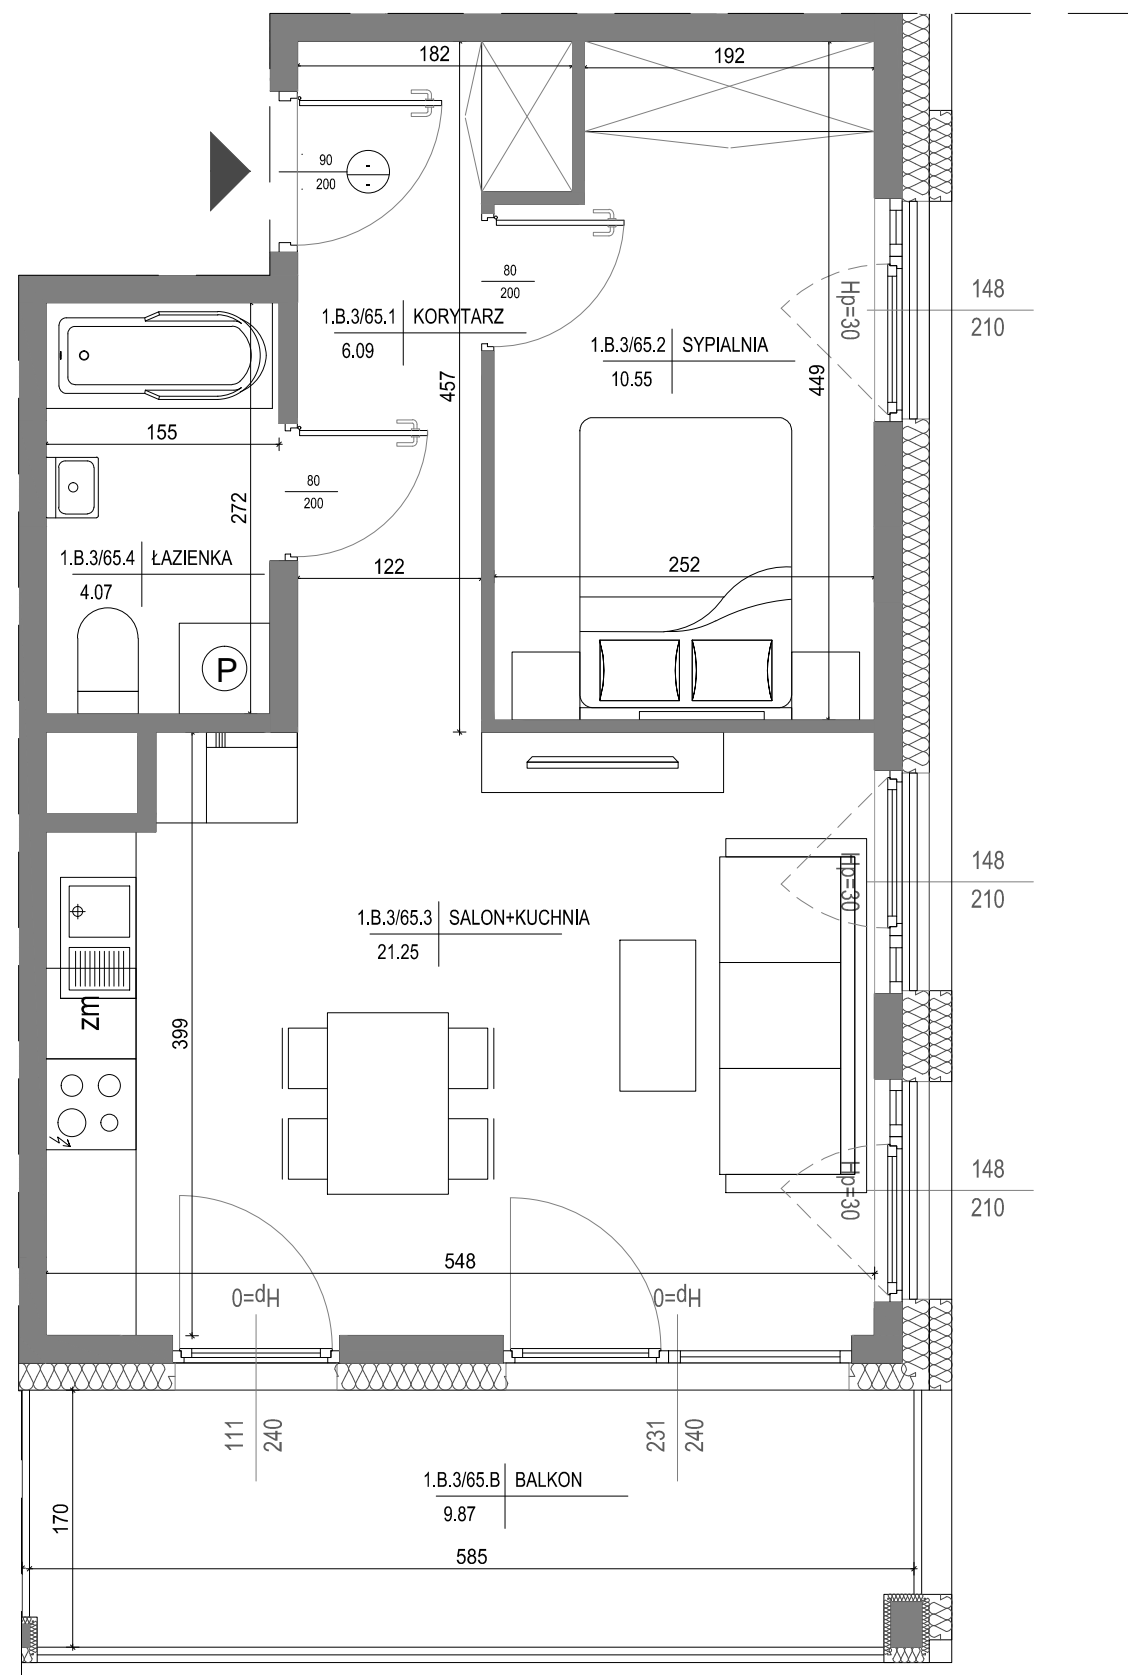 182
192
90
200
-
-
80
200
1.B.3/65.1 KORYTARZ
6.09
1.B.3/65.2 SYPIALNIA
10.55
Hp=30
148
210
457
449
155
272
80
200
1.B.3/65.4 ŁAZIENKA
4.07
122
252
P
Hp=30
148
210
1.B.3/65.3 SALON+KUCHNIA
21.25
zm
399
Hp=30
148
210
548
Hp=0
Hp=0
111
240
231
240
1.B.3/65.B BALKON
9.87
170
585